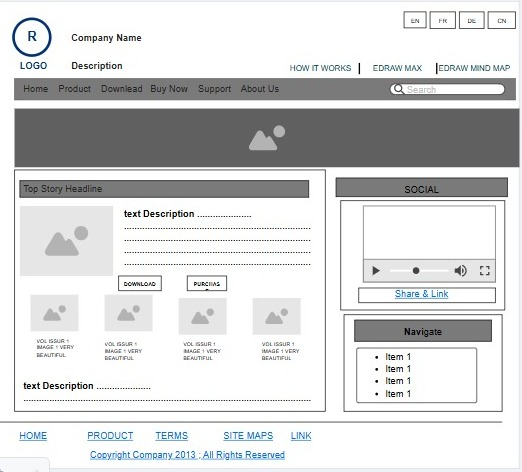 EN FR DE CN
R
Company Name
LOGO
Description
HOW IT WORKS EDRAW MAX EDRAW MIND MAP
Home Product Downlead Buy Now Support About Us
Search
Top Story Headline
SOCIAL
text Description .....................
DOWNLOAD
PURCHAS
Share & Link
VOL ISSUR 1
IMAGE 1 VERY
BEAUTIFUL
VOL ISSUR 1
IMAGE 1 VERY
BEAUTIFUL
VOL ISSUR 1
IMAGE 1 VERY
BEAUTIFUL
VOL ISSUR 1
IMAGE 1 VERY
BEAUTIFUL
Navigate
Item 1
Item 1
Item 1
Item 1
text Description .....................
HOME PRODUCT TERMS SITE MAPS LINK
Copyright Company 2013 ; All Rights Reserved